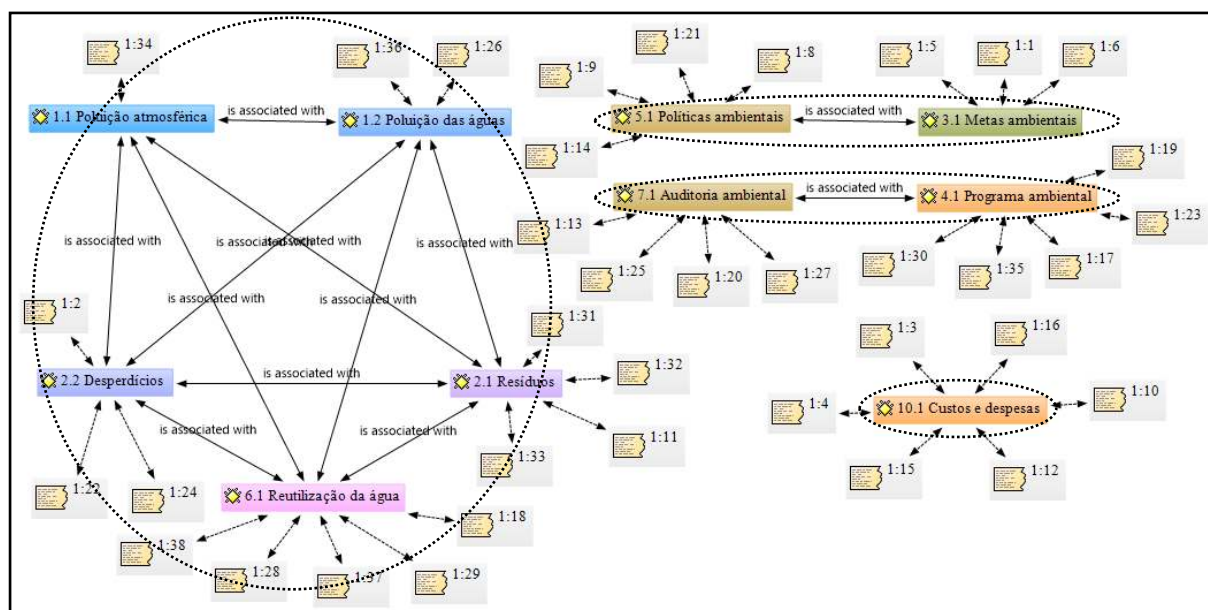 1:34
1:36
1:26
is associated with
1.1 Poluição atmosférica
1.2 Poluição das águas
is associated with
is associated with
is associated with
is associated with
is associated with
is associated with
1:2
1:31
is associated with
1:32
2.2 Desperdícios
2.1 Resíduos
is associated with
is associated with
1:11
1:33
1:22
1:24
6.1 Reutilização da água
1:18
1:38
1:28
1:37
1:29
1:21
1:8
1:9
1:5
1:1
1:6
is associated with
5.1 Políticas ambientais
3.1 Metas ambientais
1:14
1:19
is associated with
7.1 Auditoria ambiental
4.1 Programa ambiental
1:13
1:23
1:25
1:20
1:27
1:30
1:35
1:17
1:3
1:16
1:4
10.1 Custos e despesas
1:10
1:15
1:12